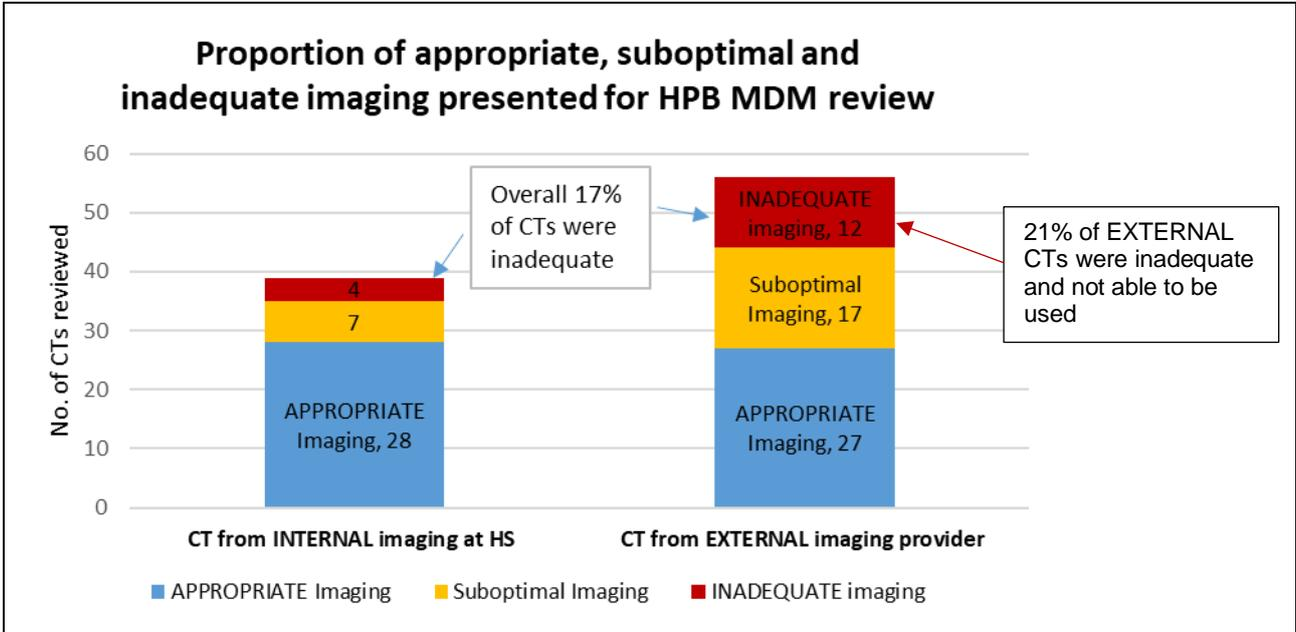 Proportion of appropriate, suboptimal and
inadequate imaging presented for HPB MDM review
No. of CTs reviewed
60
50
40
30
20
10
0
Overall 17%
of CTs were
inadequate
4
7
APPROPRIATE
Imaging, 28
INADEQUATE
imaging, 12
Suboptimal
Imaging, 17
APPROPRIATE
Imaging, 27
21% of EXTERNAL
CTs were inadequate
and not able to be
used
CT from INTERNAL imaging at HS
CT from EXTERNAL imaging provider
APPROPRIATE Imaging
Suboptimal Imaging
INADEQUATE imaging